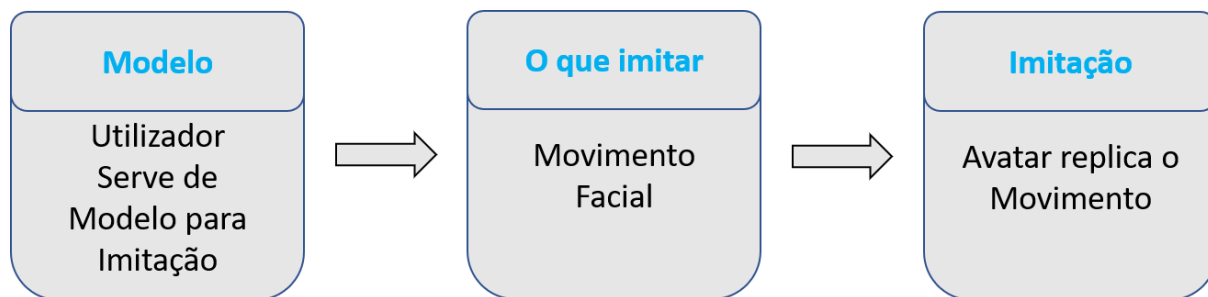 Modelo
Utilizador
Serve de
Modelo para
Imitação
O que imitar
Movimento
Facial
Imitação
Avatar replica o
Movimento